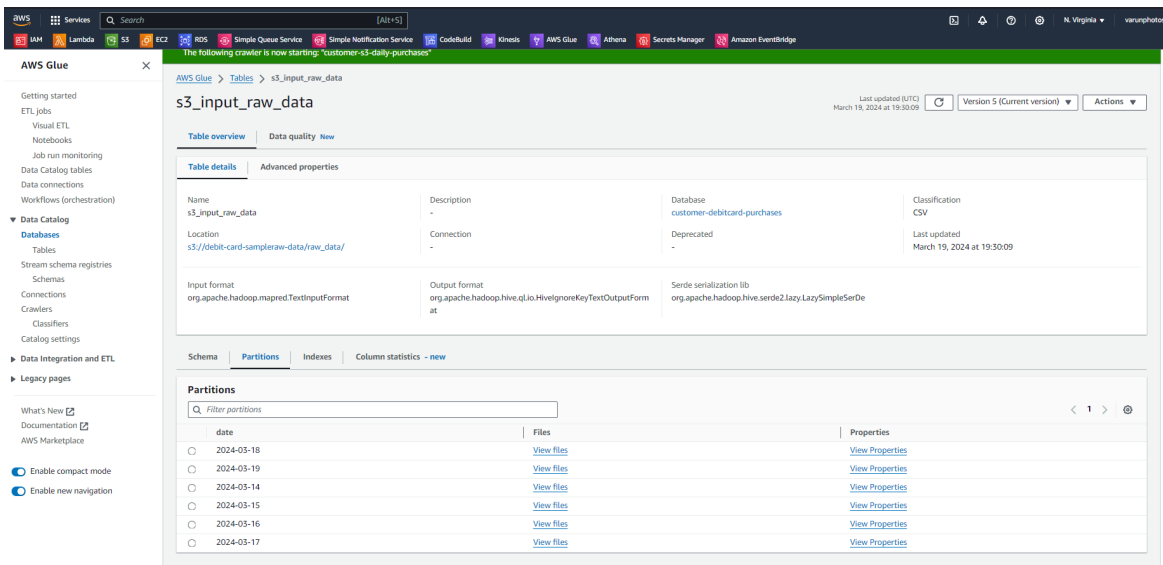 aws Services Search [Alt+S] N. Virginia varunphotos
IAM Lambda S3 EC2 RDS Simple Queue Service Simple Notification Service CodeBuild Kinesis AWS Glue Athena Secrets Manager Amazon EventBridge
The following crawler is now starting: "customer-s3-daily-purchases"
AWS Glue
Getting started
ETL jobs
Visual ETL
Notebooks
Job run monitoring
Data Catalog tables
Data connections
Workflows (orchestration)
Data Catalog
Databases
Tables
Stream schema registries
Schemas
Connections
Crawlers
Classifiers
Catalog settings
Data Integration and ETL
Legacy pages
What's New
Documentation
AWS Marketplace
Enable compact mode
Enable new navigation
AWS Glue > Tables > s3_input_raw_data
s3_input_raw_data
Last updated (UTC)
March 19, 2024 at 19:30:09
Version 5 (Current version)
Actions
Table overview Data quality New
Table details Advanced properties
Name Description Database Classification
s3_input_raw_data - customer-debitcard-purchases CSV
Location Connection Deprecated Last updated
s3://debit-card-sampleraw-data/raw_data/ - - March 19, 2024 at 19:30:09
Input format Output format Serde serialization lib
org.apache.hadoop.mapred.TextInputFormat org.apache.hadoop.hive.ql.io.HiveIgnoreKeyTextOutputForm org.apache.hadoop.hive.serde2.lazy.LazySimpleSerDe
at
Schema Partitions Indexes Column statistics - new
Partitions
Filter partitions < 1 >
date Files Properties
2024-03-18 View files View Properties
2024-03-19 View files View Properties
2024-03-14 View files View Properties
2024-03-15 View files View Properties
2024-03-16 View files View Properties
2024-03-17 View files View Properties